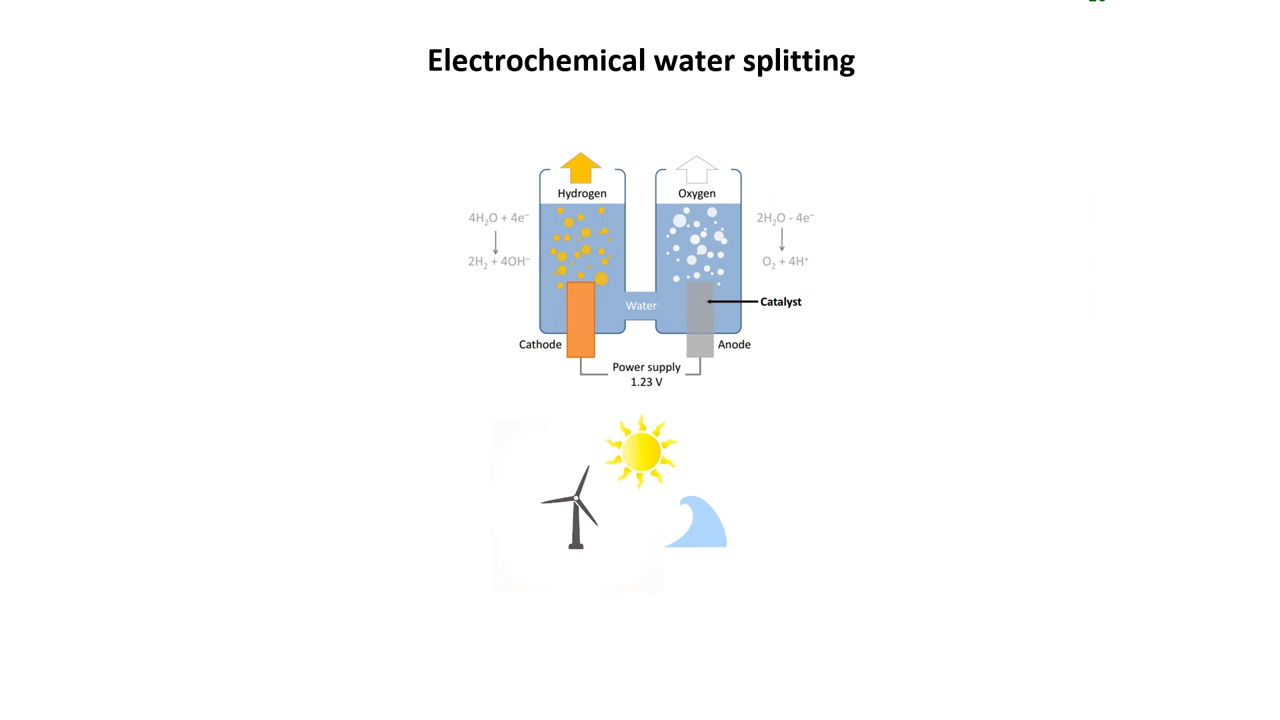 Electrochemical water splitting
Hydrogen
Oxygen
4H₂O + 4e⁻
2H₂ + 4OH⁻
2H₂O - 4e⁻
O₂ + 4H⁺
Water
Catalyst
Cathode
Anode
Power supply
1.23 V